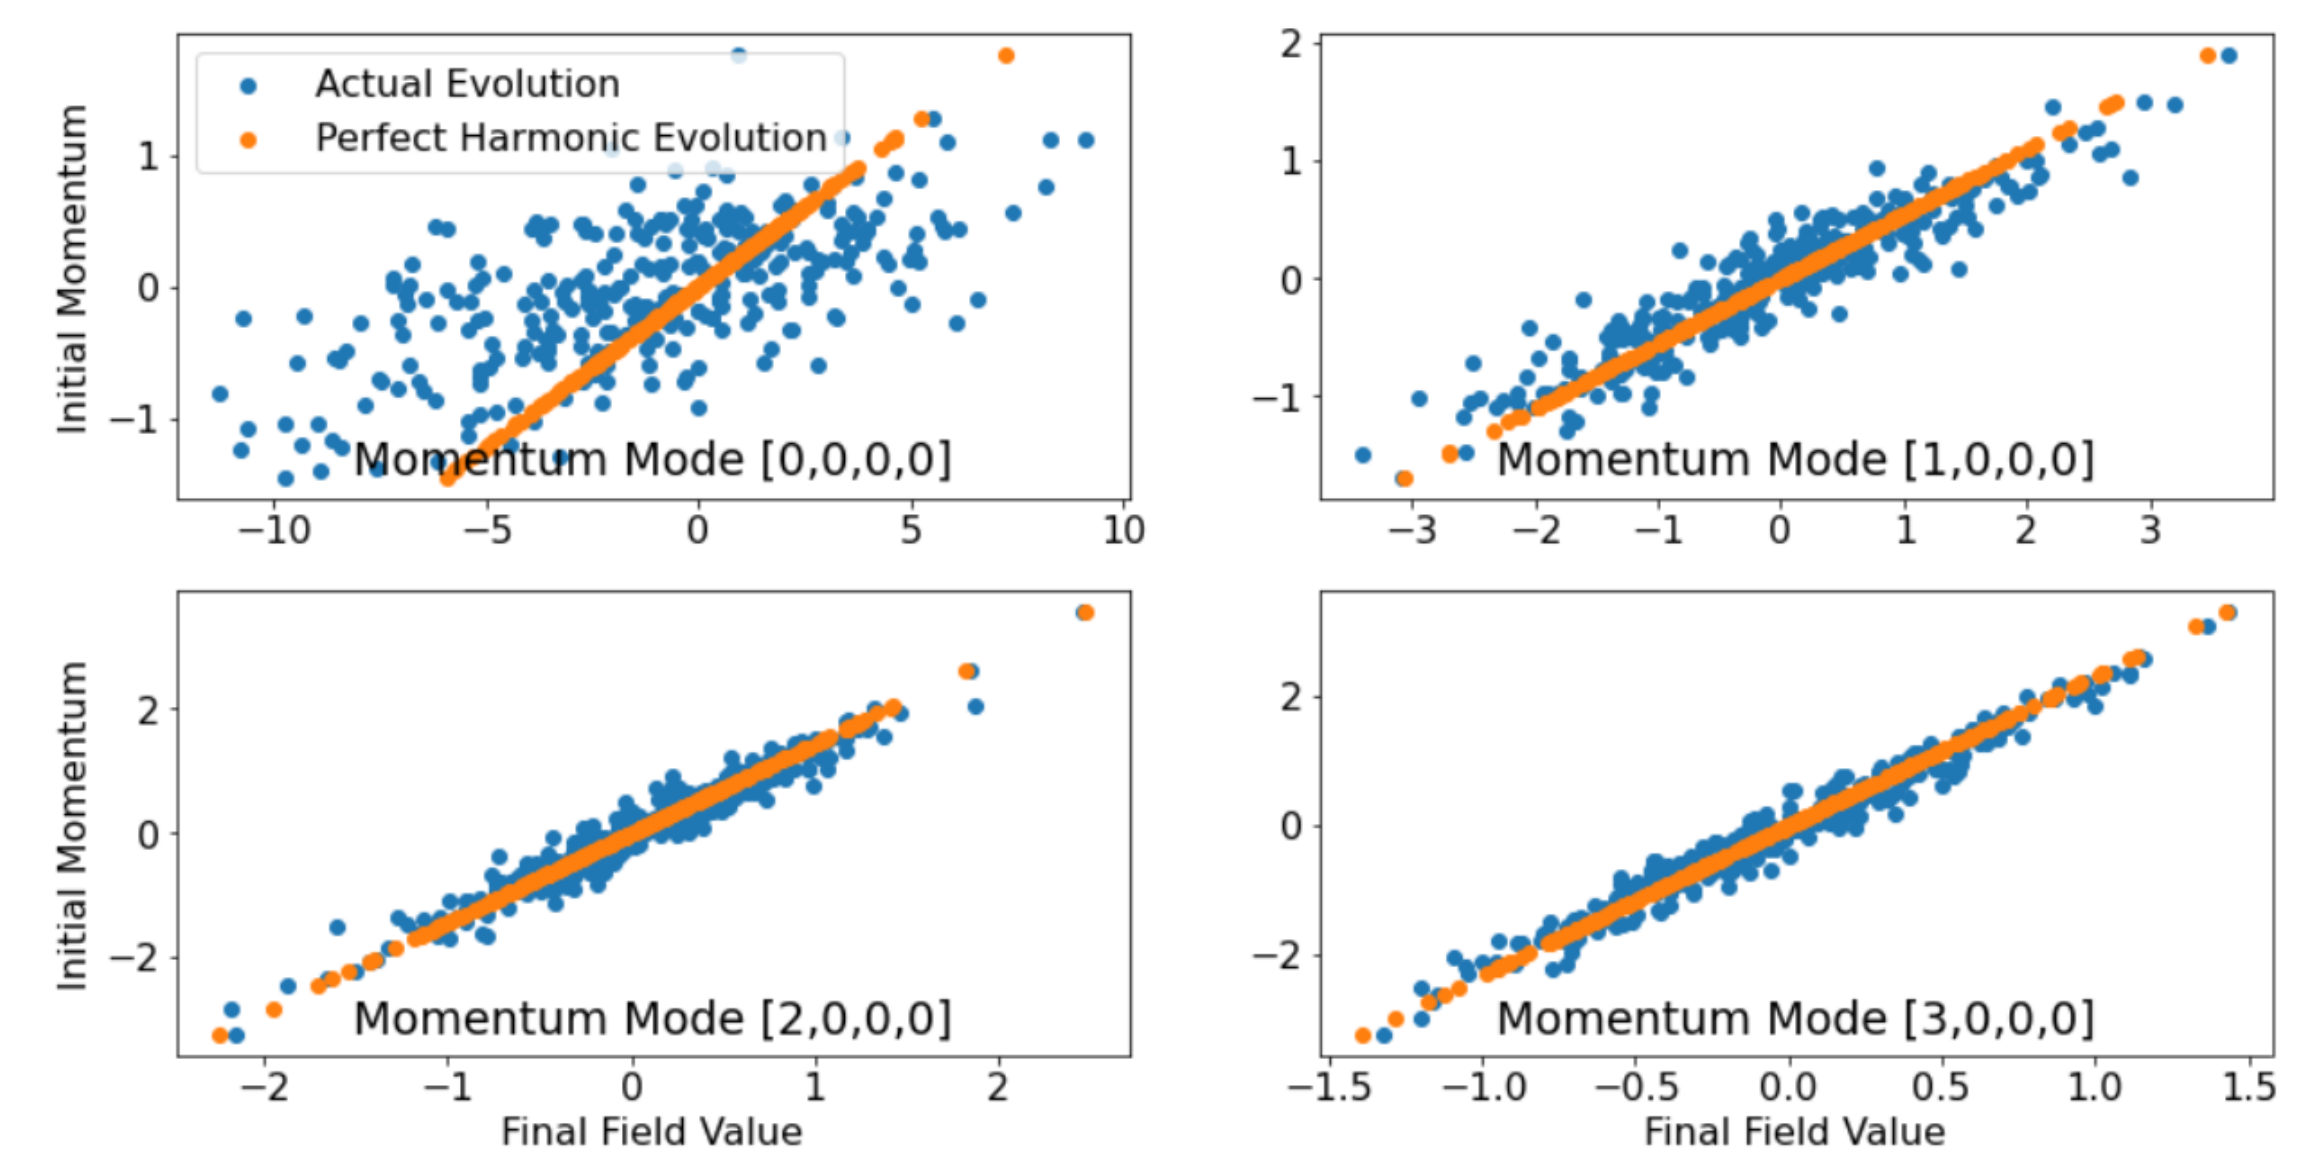 Actual Evolution
Perfect Harmonic Evolution
Initial Momentum
1
0
−1
Momentum Mode [0,0,0,0]
−10 −5 0 5 10
2
1
0
−1
Momentum Mode [1,0,0,0]
−3 −2 −1 0 1 2 3
Initial Momentum
2
0
−2
Momentum Mode [2,0,0,0]
−2 −1 0 1 2
Final Field Value
2
0
−2
Momentum Mode [3,0,0,0]
−1.5 −1.0 −0.5 0.0 0.5 1.0 1.5
Final Field Value